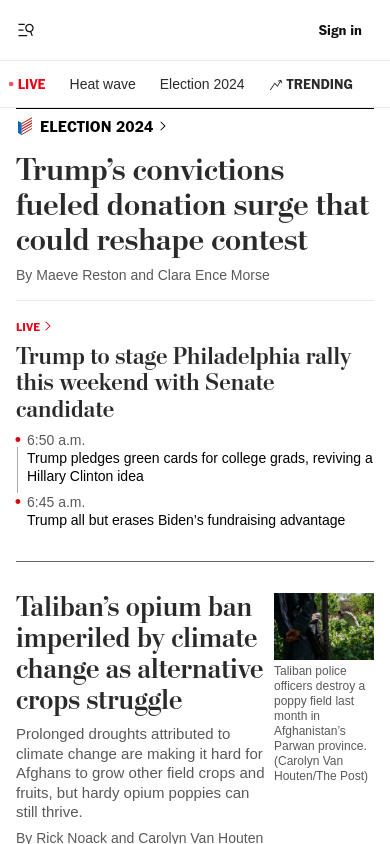 Sign in
LIVE Heat wave Election 2024 TRENDING
ELECTION 2024
Trump’s convictions
fueled donation surge that
could reshape contest
By Maeve Reston and Clara Ence Morse
LIVE
Trump to stage Philadelphia rally
this weekend with Senate
candidate
6:50 a.m.
Trump pledges green cards for college grads, reviving a
Hillary Clinton idea
6:45 a.m.
Trump all but erases Biden’s fundraising advantage
Taliban’s opium ban
imperiled by climate
change as alternative
crops struggle
Prolonged droughts attributed to
climate change are making it hard for
Afghans to grow other field crops and
fruits, but hardy opium poppies can
still thrive.
By Rick Noack and Carolyn Van Houten
Taliban police
officers destroy a
poppy field last
month in
Afghanistan’s
Parwan province.
(Carolyn Van
Houten/The Post)